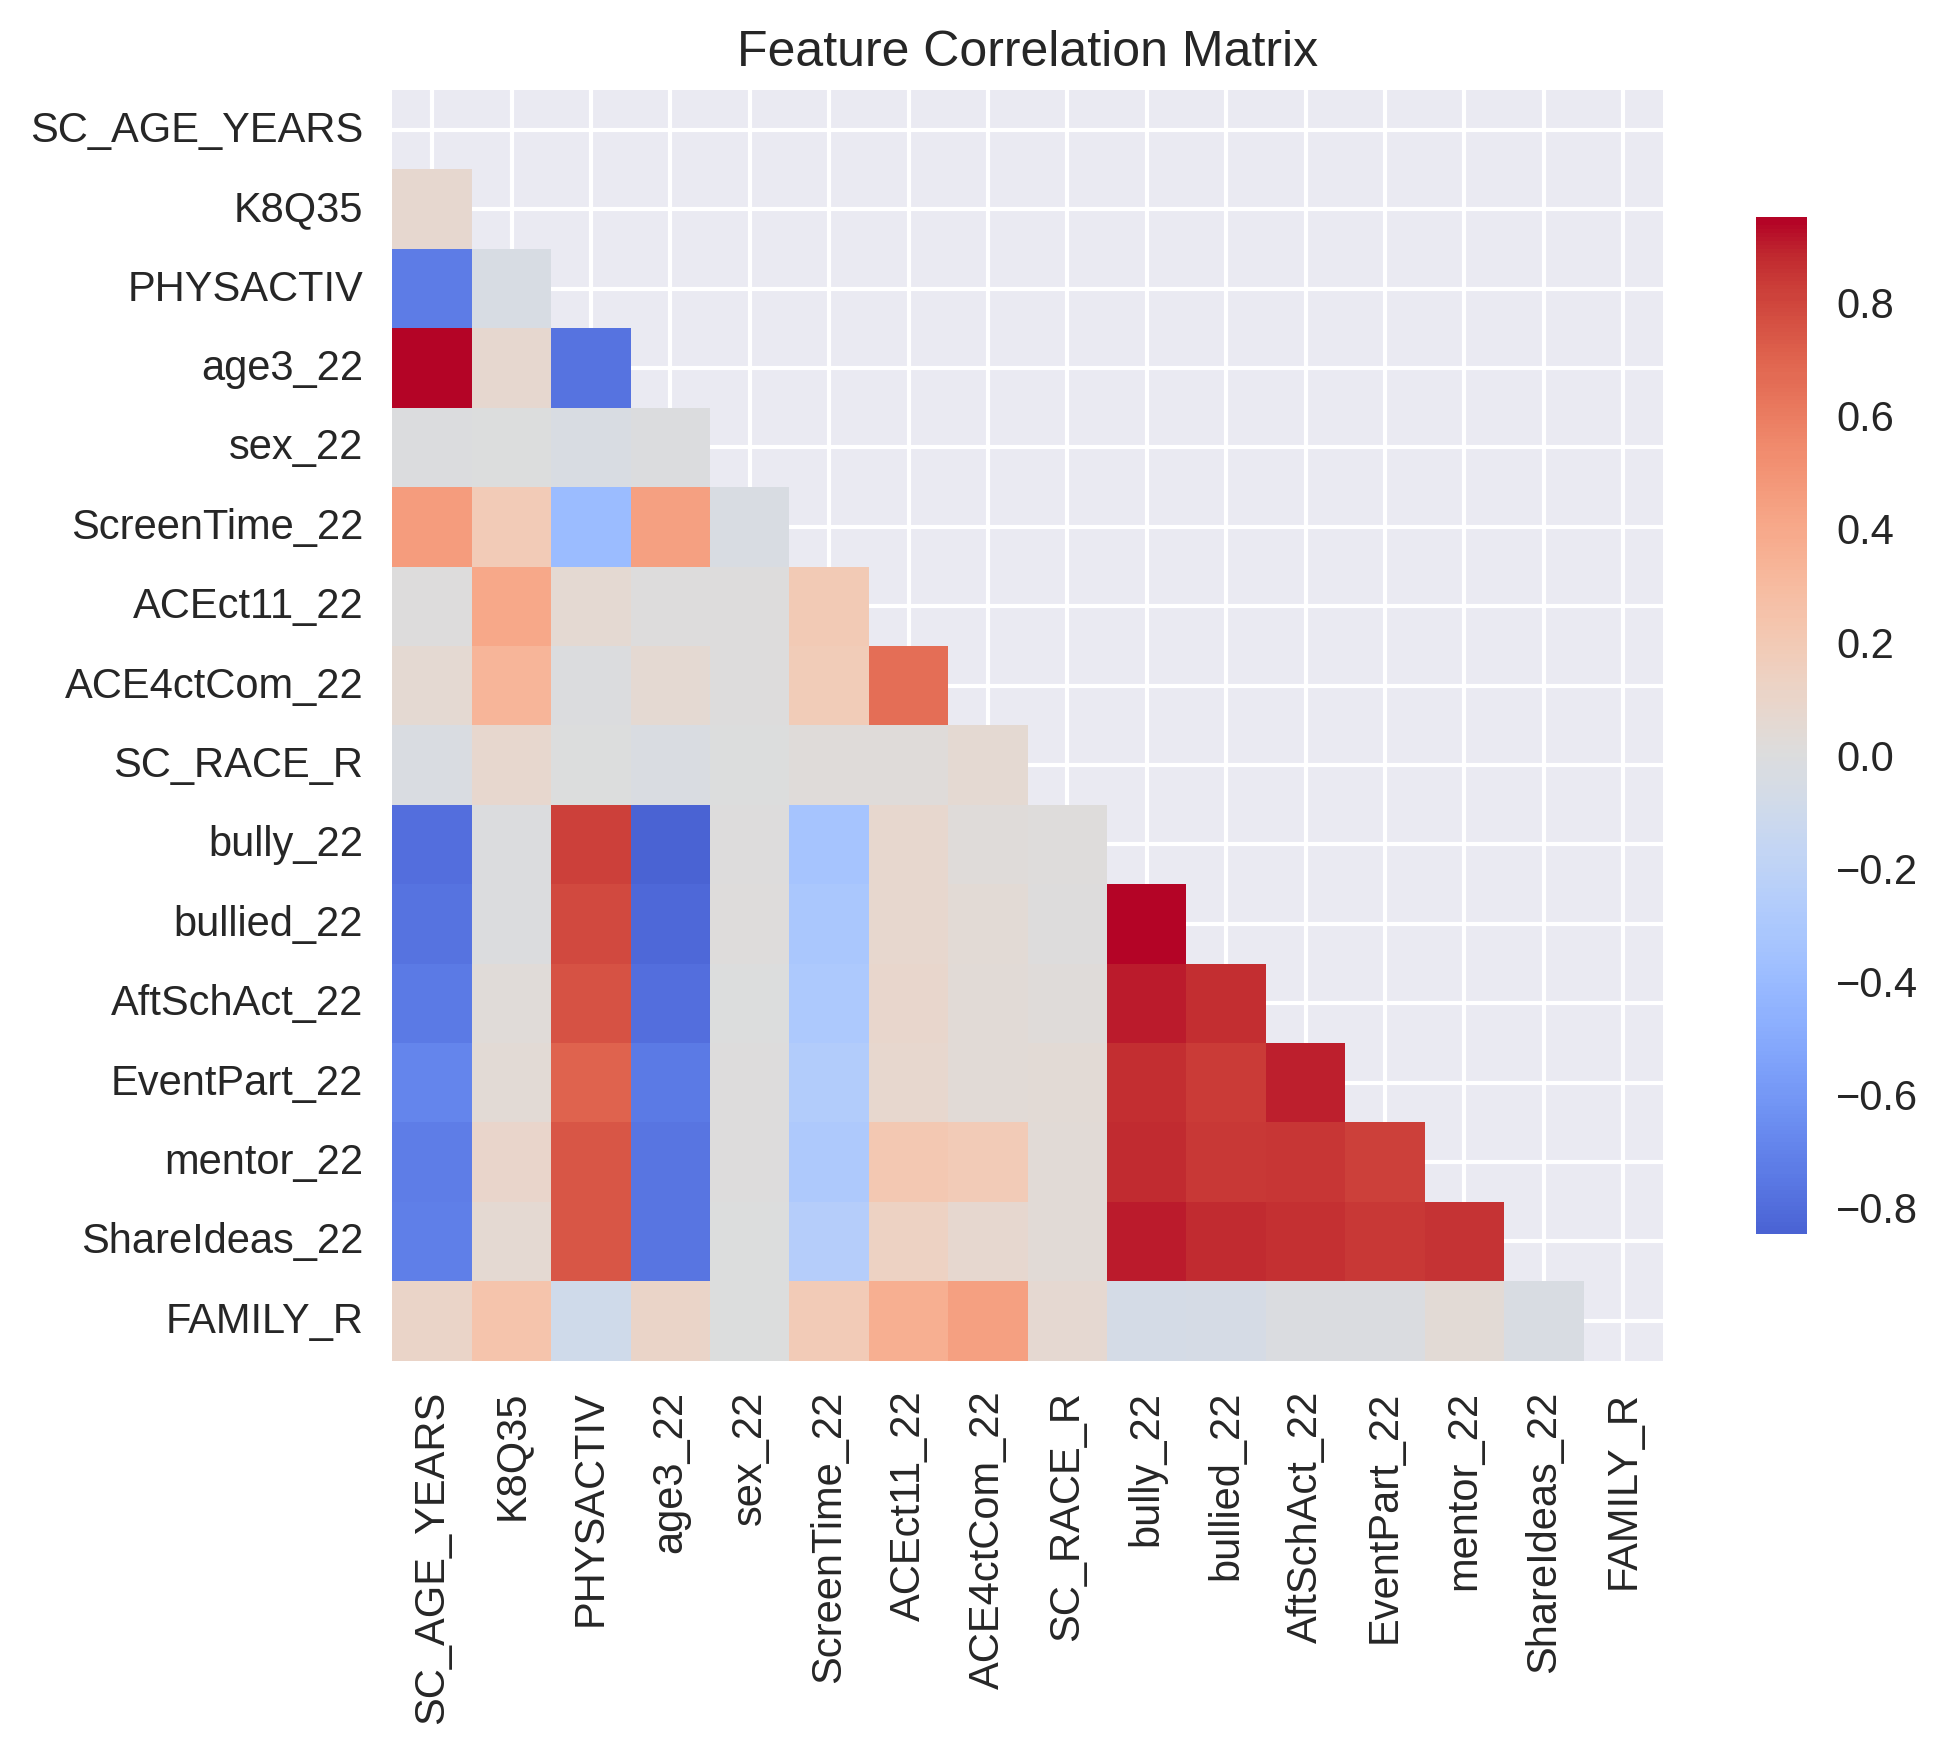 Feature Correlation Matrix
SC_AGE_YEARS
K8Q35
PHYSACTIV
age3_22
sex_22
ScreenTime_22
ACEct11_22
ACE4ctCom_22
SC_RACE_R
bully_22
bullied_22
AftSchAct_22
EventPart_22
mentor_22
ShareIdeas_22
FAMILY_R
SC_AGE_YEARS
K8Q35
PHYSACTIV
age3_22
sex_22
ScreenTime_22
ACEct11_22
ACE4ctCom_22
SC_RACE_R
bully_22
bullied_22
AftSchAct_22
EventPart_22
mentor_22
ShareIdeas_22
FAMILY_R
0.8
0.6
0.4
0.2
0.0
−0.2
−0.4
−0.6
−0.8